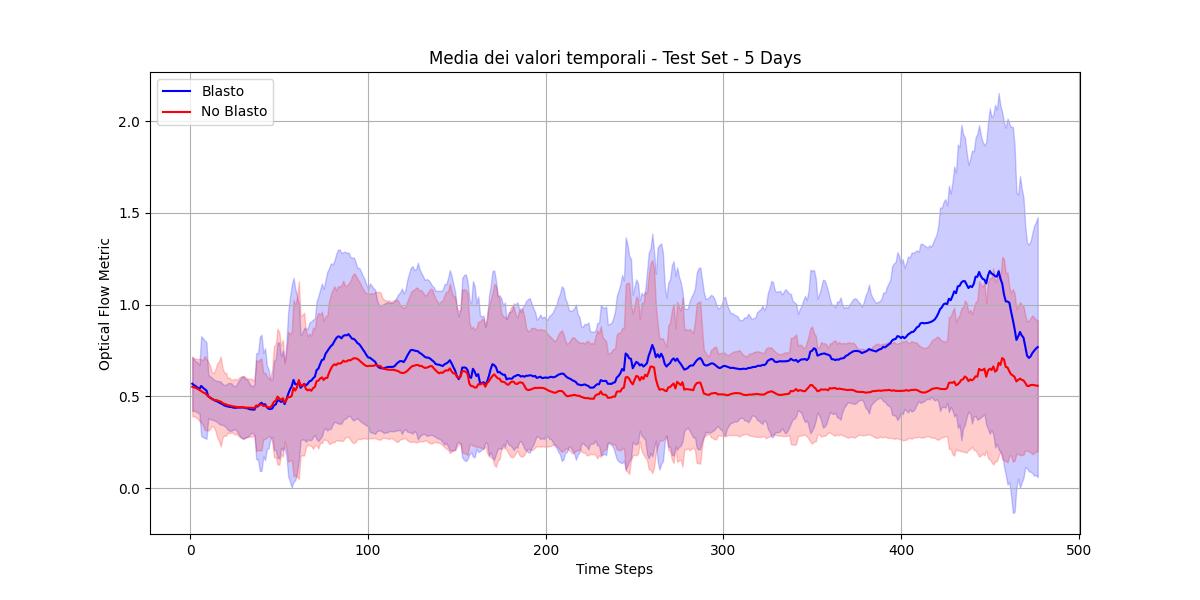 Media dei valori temporali - Test Set - 5 Days
Blasto
No Blasto
Optical Flow Metric
2.0
1.5
1.0
0.5
0.0
0 100 200 300 400 500
Time Steps